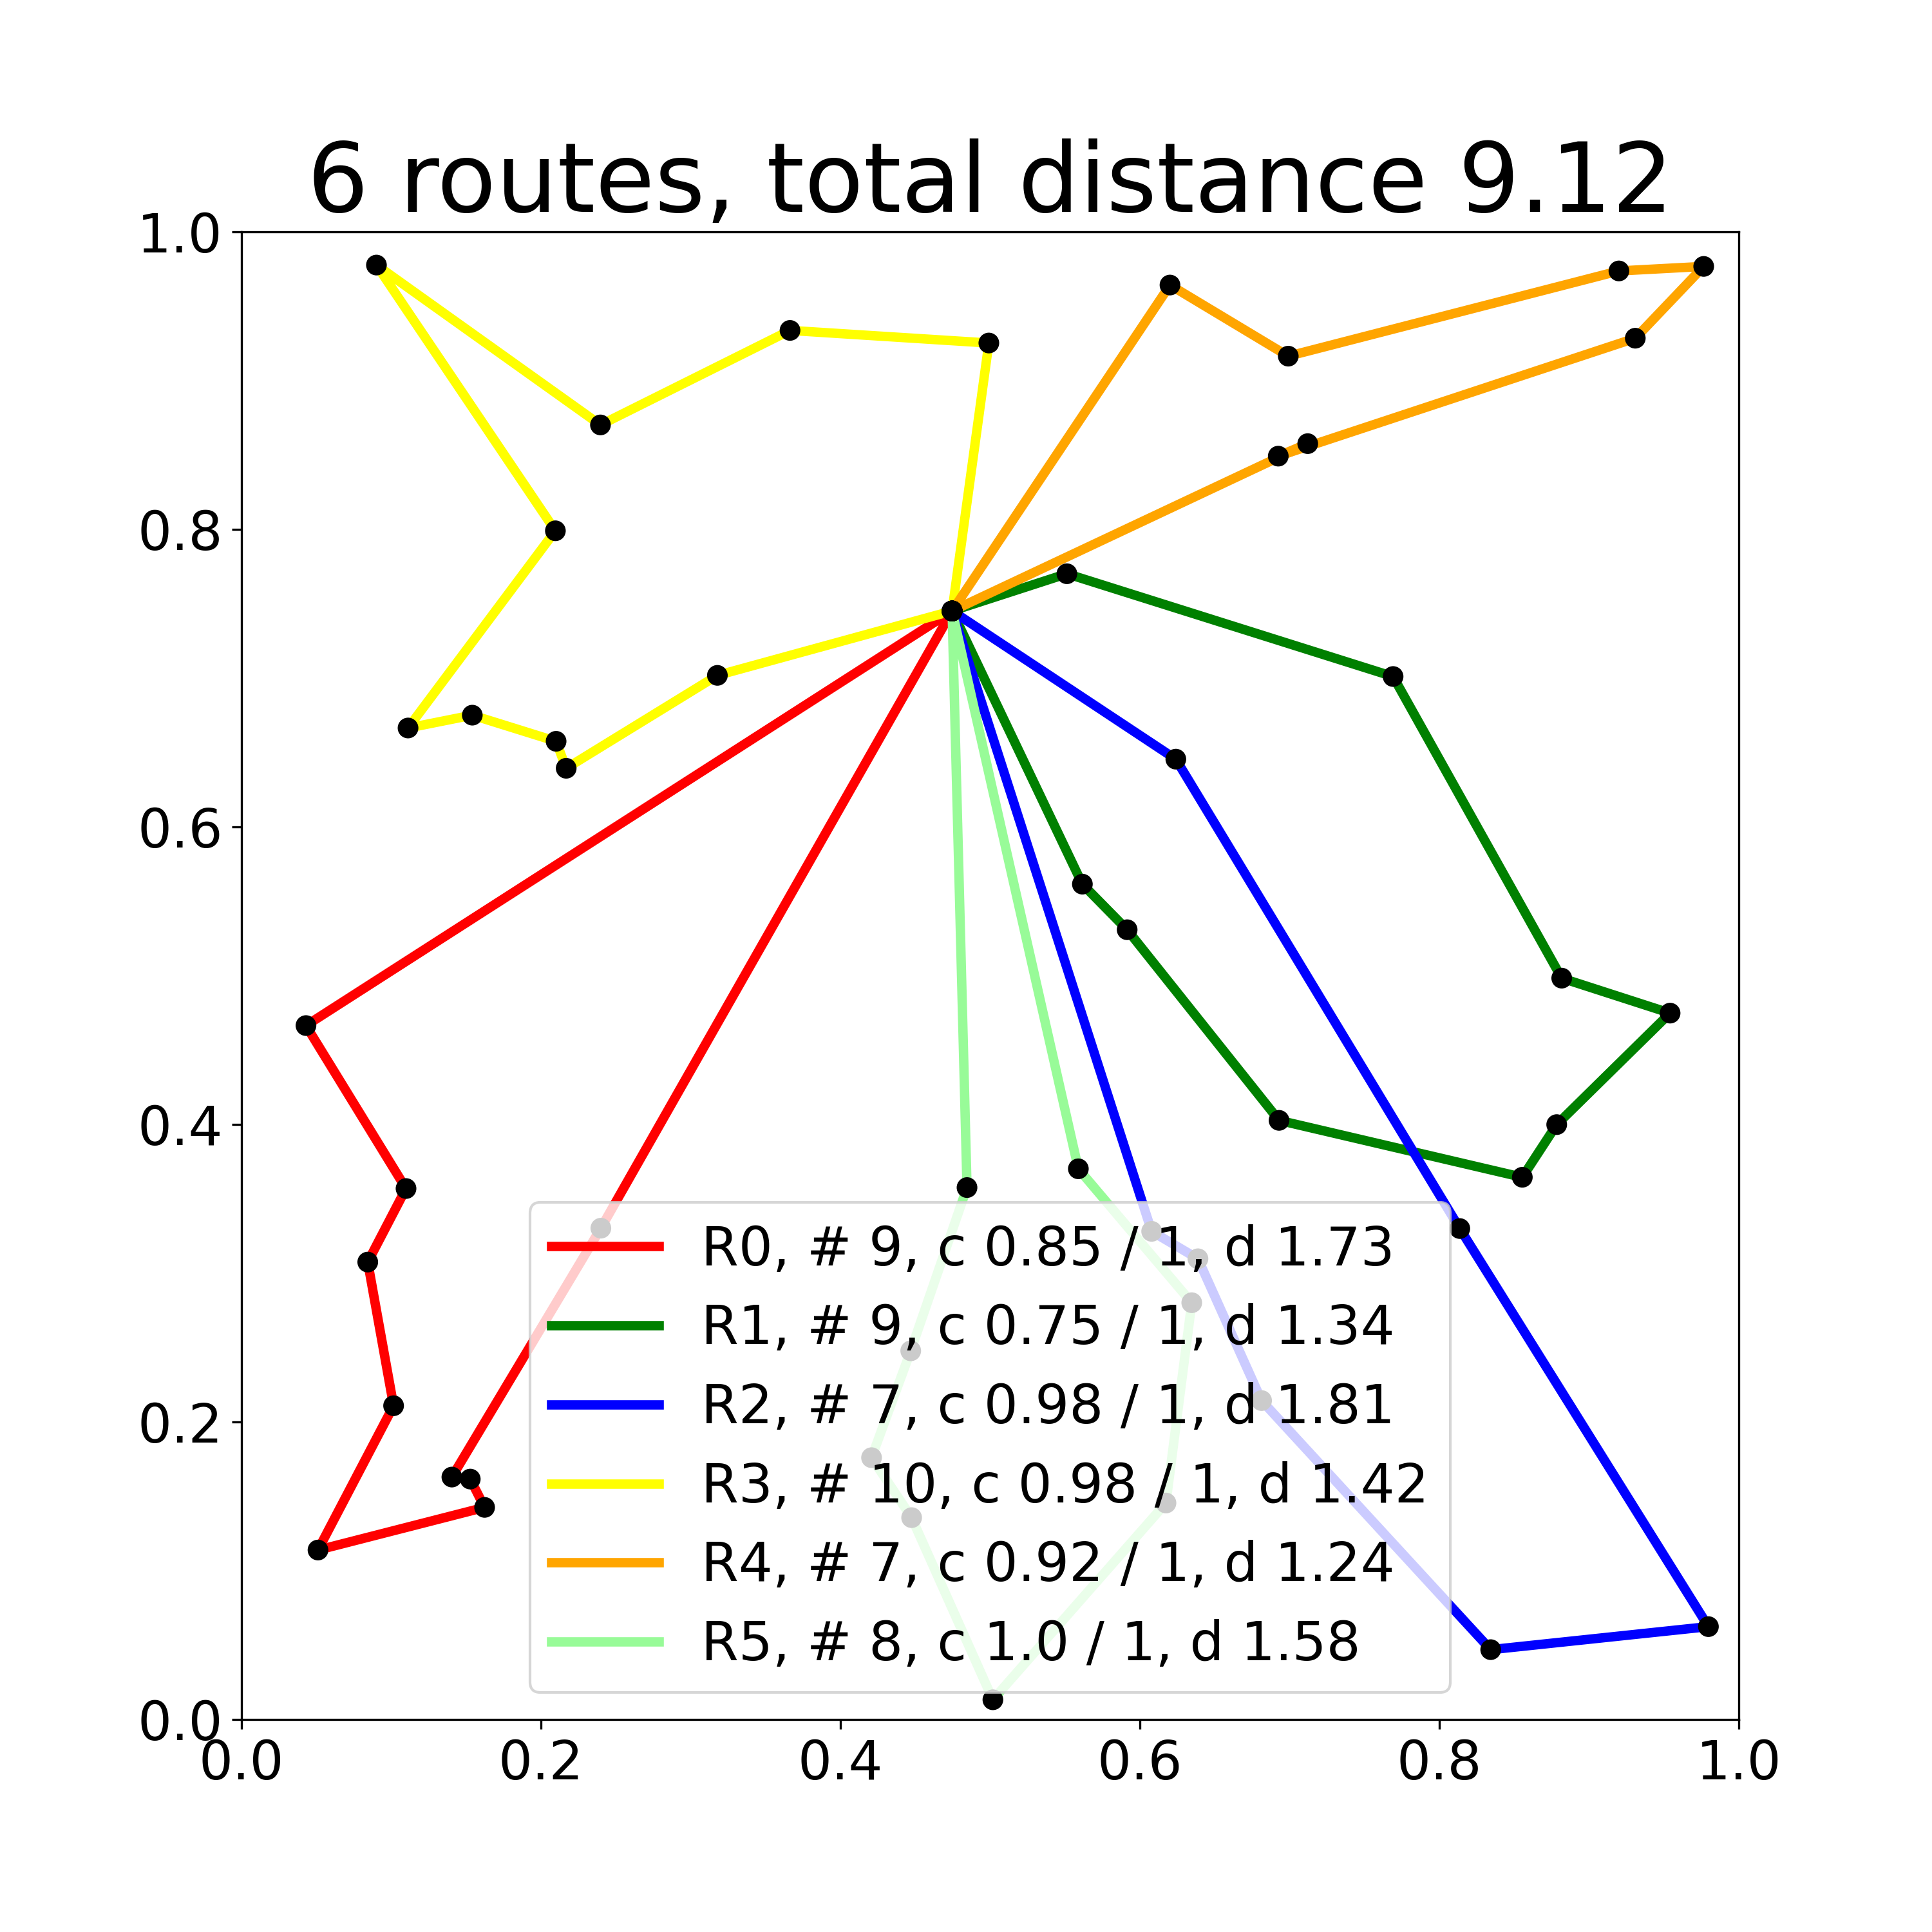 6 routes, total distance 9.12
1.0
0.8
0.6
0.4
0.2
0.0
R0, # 9, c 0.85 / 1, d 1.73
R1, # 9, c 0.75 / 1, d 1.34
R2, # 7, c 0.98 / 1, d 1.81
R3, # 10, c 0.98 / 1, d 1.42
R4, # 7, c 0.92 / 1, d 1.24
R5, # 8, c 1.0 / 1, d 1.58
0.0 0.2 0.4 0.6 0.8 1.0